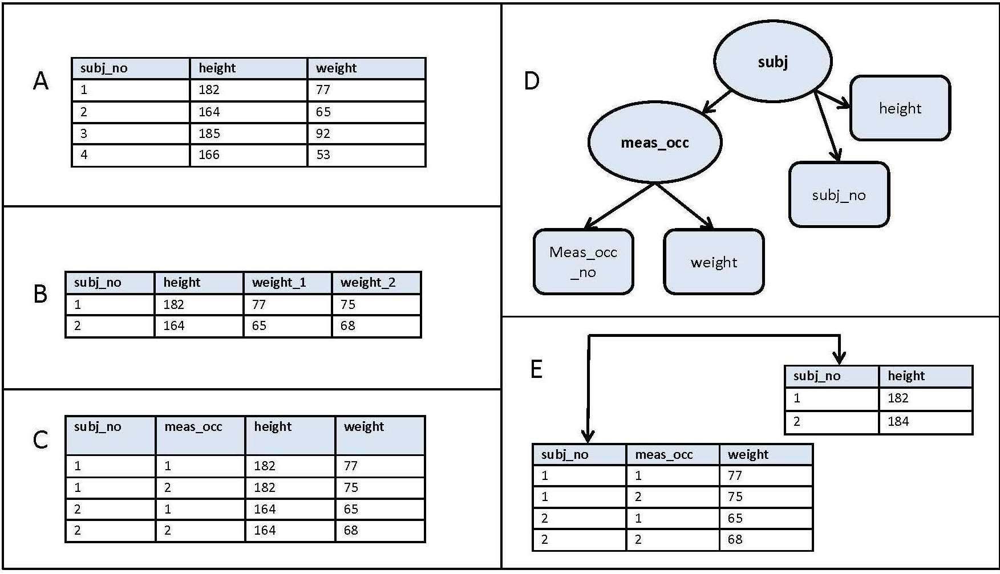 A
subj_no height weight
1 182 77
2 164 65
3 185 92
4 166 53
B
subj_no height weight_1 weight_2
1 182 77 75
2 164 65 68
C
subj_no meas_occ height weight
1 1 182 77
1 2 182 75
2 1 164 65
2 2 164 68
D
subj
height
meas_occ
subj_no
Meas_occ
_no
weight
E
subj_no height
1 182
2 184
subj_no meas_occ weight
1 1 77
1 2 75
2 1 65
2 2 68